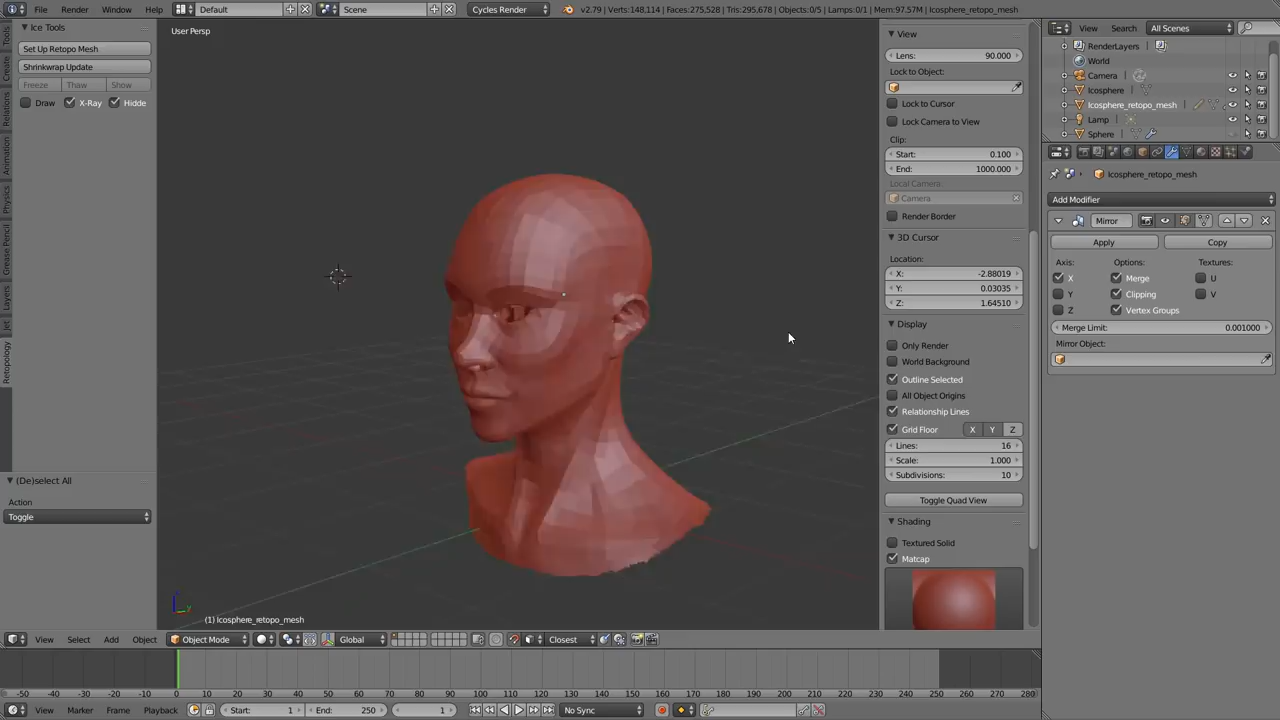 File Render Window Help Default Scene Cycles Render v2.79 | Verts:148,114 | Faces:275,528 | Tris:295,678 | Objects:0/5 | Lamps:0/1 | Mem:97.57M | Icosphere_retopo_mesh
Ice Tools
Set Up Retopo Mesh
Shrinkwrap Update
Freeze Thaw Show
Draw X-Ray Hidde
Tools
Create
Relations
Animation
Physics
Grease Pencil
Layers
Jet
Retopology
(De)select All
Action
Toggle
User Persp
(1) Icosphere_retopo_mesh
View
Lens: 90.000
Lock to Object:
Lock to Cursor
Lock Camera to View
Clip:
Start: 0.100
End: 1000.000
Local Camera:
Camera
Render Border
3D Cursor
Location:
X: -2.88019
Y: 0.03035
Z: 1.64510
Display
Only Render
World Background
Outline Selected
All Object Origins
Relationship Lines
Grid Floor X Y Z
Lines: 16
Scale: 1.000
Subdivisions: 10
Toggle Quad View
Shading
Textured Solid
Matcap
View Search All Scenes
RenderLayers
World
Camera
Icosphere
Icosphere_retopo_mesh
Lamp
Sphere
Icosphere_retopo_mesh
Add Modifier
Mirror
Apply Copy
Axis: Options: Textures:
X Merge U
Y Clipping V
Z Vertex Groups
Merge Limit: 0.001000
Mirror Object:
View Select Add Object Object Mode Global Closest
-50 -40 -30 -20 -10 0 10 20 30 40 50 60 70 80 90 100 110 120 130 140 150 160 170 180 190 200 210 220 230 240 250 260 270 280
View Marker Frame Playback Start: 1 End: 250 1 No Sync